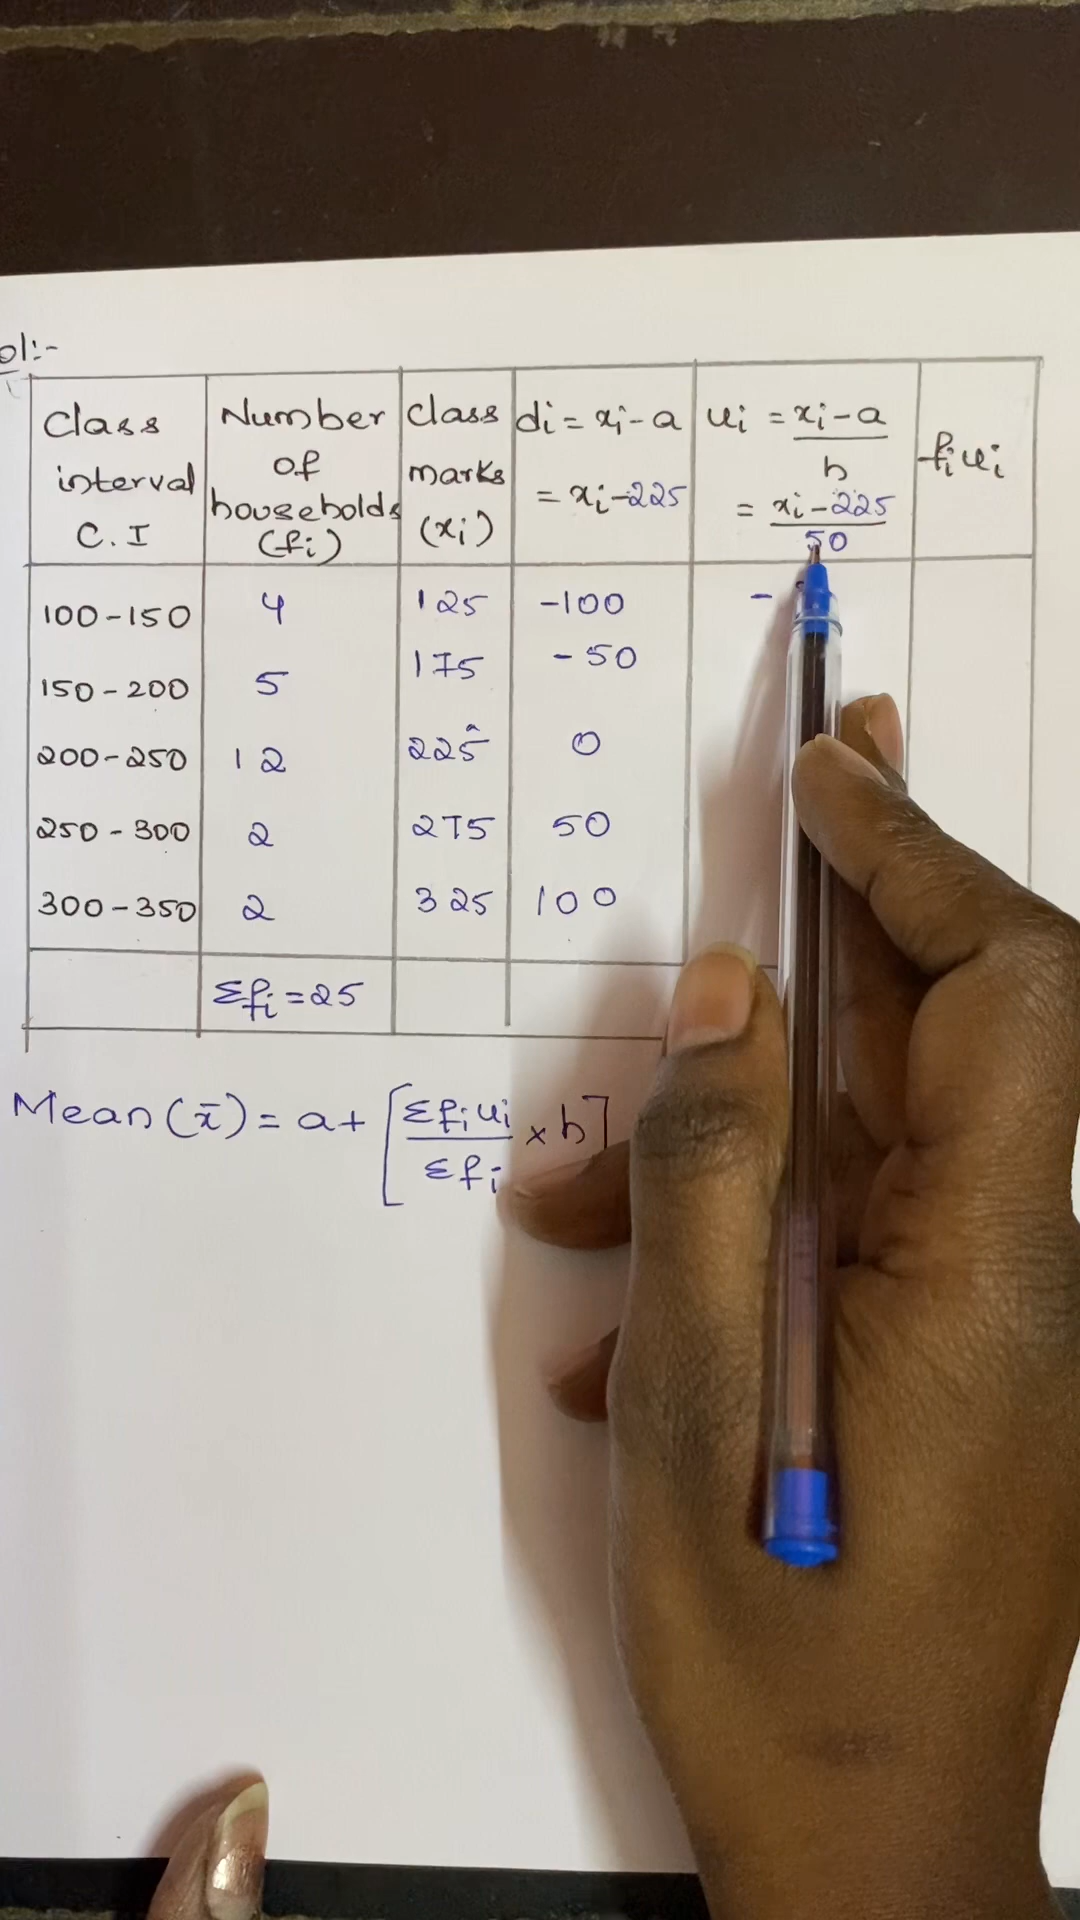 ol:-
Class interval C.I | Number of households (fi) | Class marks (xi) | di = xi - a = xi - 225 | ui = xi - a / h = xi - 225 / 50 | fiui
100-150 | 4 | 125 | -100 | -
150-200 | 5 | 175 | -50
200-250 | 12 | 225 a | 0
250-300 | 2 | 275 | 50
300-350 | 2 | 325 | 100
Σfi = 25
Mean (x̄) = a + [Σfiui / Σfi × h]